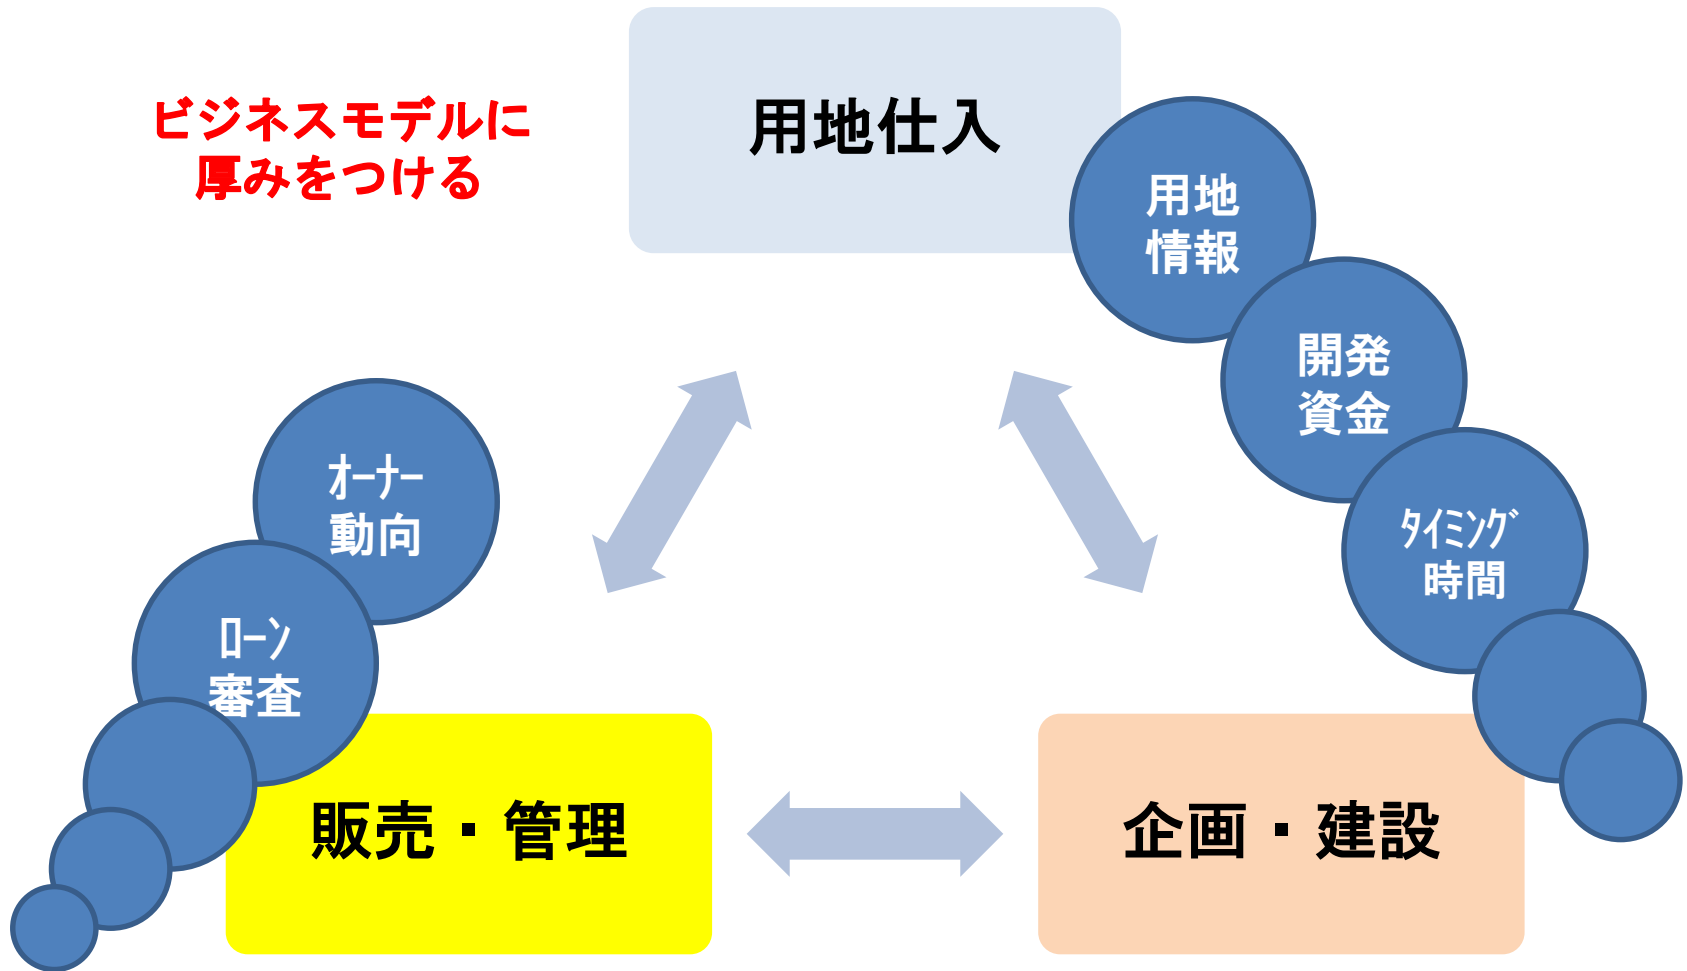 ビジネスモデルに
厚みをつける
用地仕入
用地
情報
開発
資金
ﾀｲﾐﾝｸﾞ
時間
ｵｰﾅｰ
動向
ﾛｰﾝ
審査
販売・管理
企画・建設